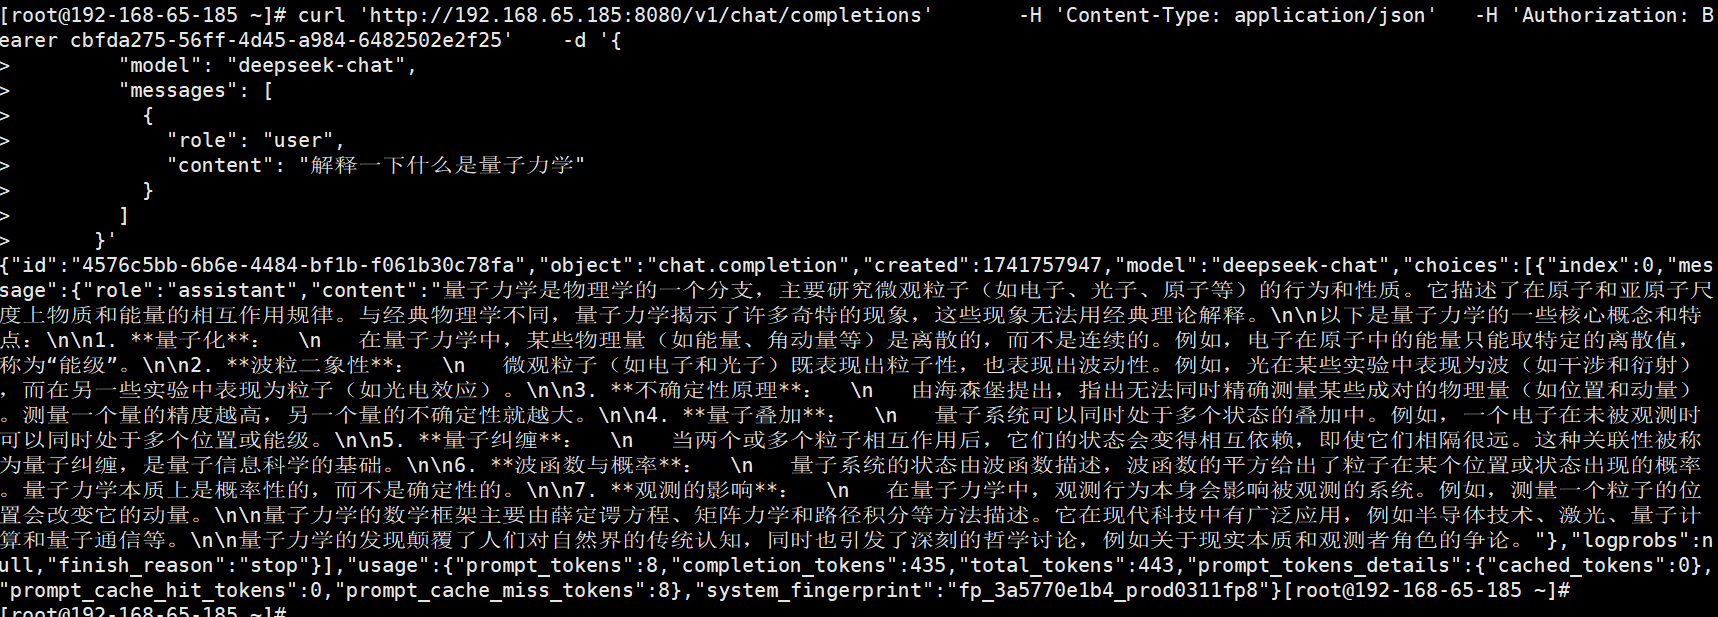 [root@192-168-65-185 ~]# curl 'http://192.168.65.185:8080/v1/chat/completions'       -H 'Content-Type: application/json'   -H 'Authorization: B
earer cbfda275-56ff-4d45-a984-6482502e2f25'    -d '{
>         "model": "deepseek-chat",
>         "messages": [
>           {
>             "role": "user",
>             "content": "解释一下什么是量子力学"
>           }
>         ]
>       }'
{"id":"4576c5bb-6b6e-4484-bf1b-f061b30c78fa","object":"chat.completion","created":1741757947,"model":"deepseek-chat","choices":[{"index":0,"mes
sage":{"role":"assistant","content":"量子力学是物理学的一个分支，主要研究微观粒子（如电子、光子、原子等）的行为和性质。它描述了在原子和亚原子尺
度上物质和能量的相互作用规律。与经典物理学不同，量子力学揭示了许多奇特的现象，这些现象无法用经典理论解释。\n\n以下是量子力学的一些核心概念和特
点：\n\n1. **量子化**：  \n   在量子力学中，某些物理量（如能量、角动量等）是离散的，而不是连续的。例如，电子在原子中的能量只能取特定的离散值，
称为“能级”。\n\n2. **波粒二象性**：  \n   微观粒子（如电子和光子）既表现出粒子性，也表现出波动性。例如，光在某些实验中表现为波（如干涉和衍射）
，而在另一些实验中表现为粒子（如光电效应）。\n\n3. **不确定性原理**：  \n   由海森堡提出，指出无法同时精确测量某些成对的物理量（如位置和动量）
。测量一个量的精度越高，另一个量的不确定性就越大。\n\n4. **量子叠加**：  \n   量子系统可以同时处于多个状态的叠加中。例如，一个电子在未被观测时
可以同时处于多个位置或能级。\n\n5. **量子纠缠**：  \n   当两个或多个粒子相互作用后，它们的状态会变得相互依赖，即使它们相隔很远。这种关联性被称
为量子纠缠，是量子信息科学的基础。\n\n6. **波函数与概率**：  \n   量子系统的状态由波函数描述，波函数的平方给出了粒子在某个位置或状态出现的概率
。量子力学本质上是概率性的，而不是确定性的。\n\n7. **观测的影响**：  \n   在量子力学中，观测行为本身会影响被观测的系统。例如，测量一个粒子的位
置会改变它的动量。\n\n量子力学的数学框架主要由薛定谔方程、矩阵力学和路径积分等方法描述。它在现代科技中有广泛应用，例如半导体技术、激光、量子计
算和量子通信等。\n\n量子力学的发现颠覆了人们对自然界的传统认知，同时也引发了深刻的哲学讨论，例如关于现实本质和观测者角色的争论。"},"logprobs":n
ull,"finish_reason":"stop"}],"usage":{"prompt_tokens":8,"completion_tokens":435,"total_tokens":443,"prompt_tokens_details":{"cached_tokens":0},
"prompt_cache_hit_tokens":0,"prompt_cache_miss_tokens":8},"system_fingerprint":"fp_3a5770e1b4_prod0311fp8"}[root@192-168-65-185 ~]#
[root@192-168-65-185 ~]#